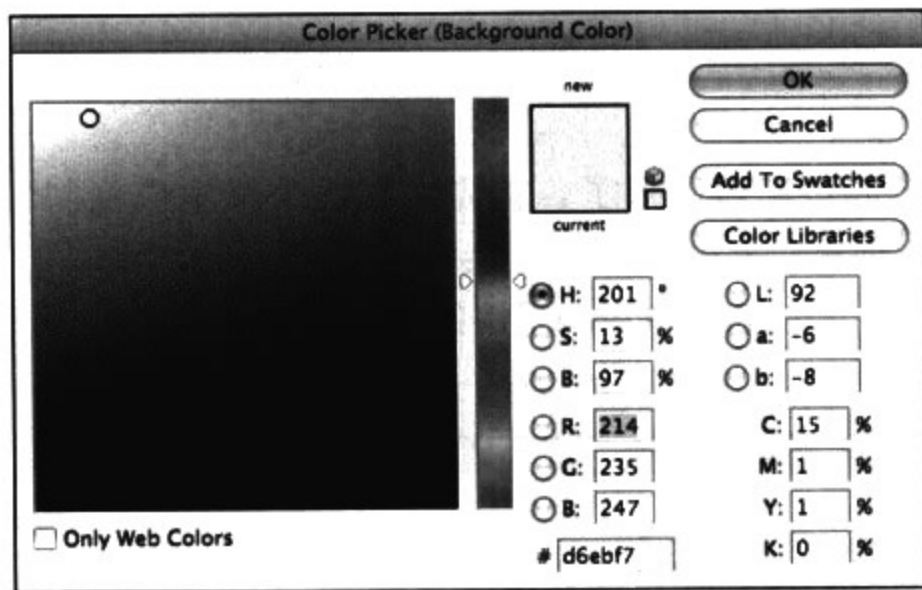 Color Picker (Background Color)
new
current
OK
Cancel
Add To Swatches
Color Libraries
H: 201 °
S: 13 %
B: 97 %
R: 214
G: 235
B: 247
# d6ebf7
L: 92
a: -6
b: -8
C: 15 %
M: 1 %
Y: 1 %
K: 0 %
Only Web Colors